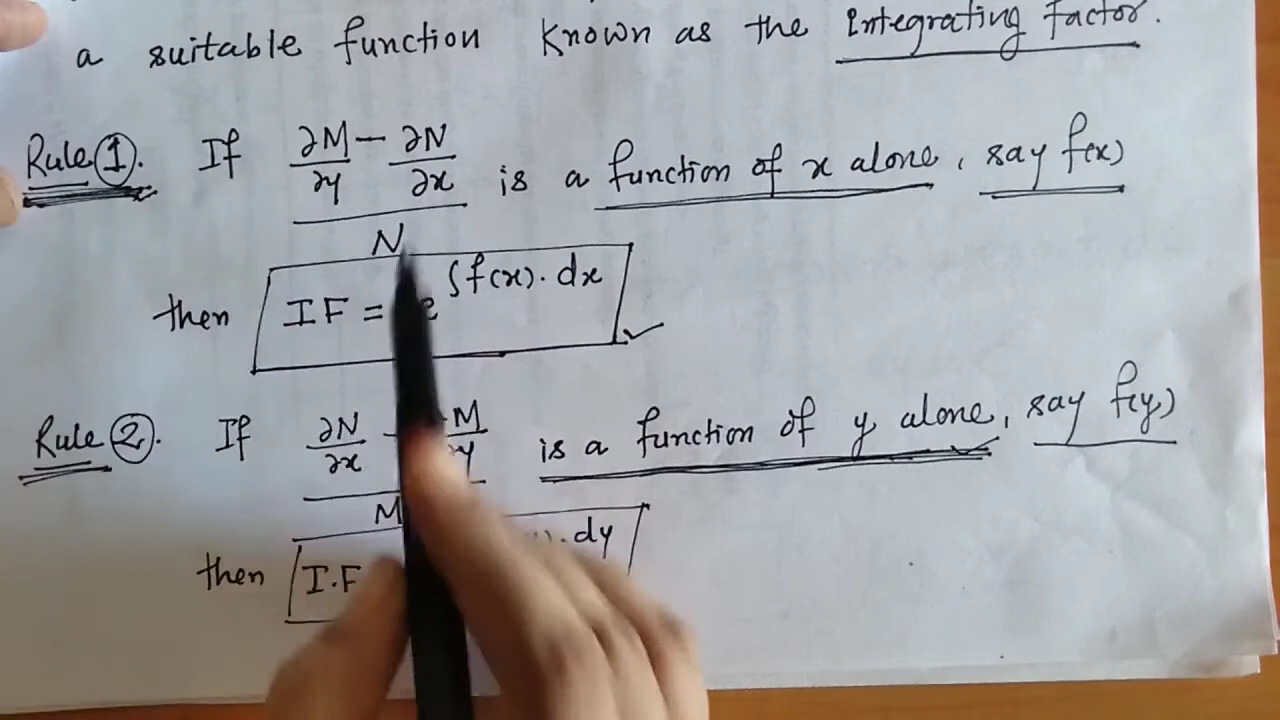 a suitable function known as the Integrating factor.
Rule ①. If ∂M/∂y − ∂N/∂x is a function of x alone, say f(x)
N
then IF = e ∫f(x).dx
Rule ②. If ∂N/∂x M is a function of y alone, say f(y)
M
then I.F .dy